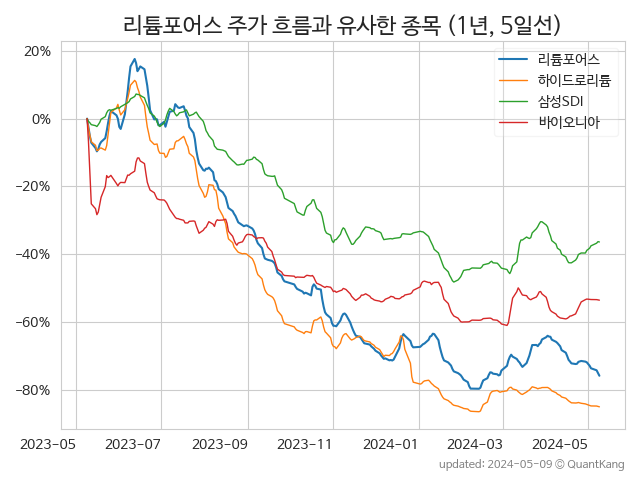 리튬포어스 주가 흐름과 유사한 종목 (1년, 5일선)
리튬포어스
하이드로리튬
삼성SDI
바이오니아
20%
0%
−20%
−40%
−60%
−80%
2023-05 2023-07 2023-09 2023-11 2024-01 2024-03 2024-05
updated: 2024-05-09 © QuantKang